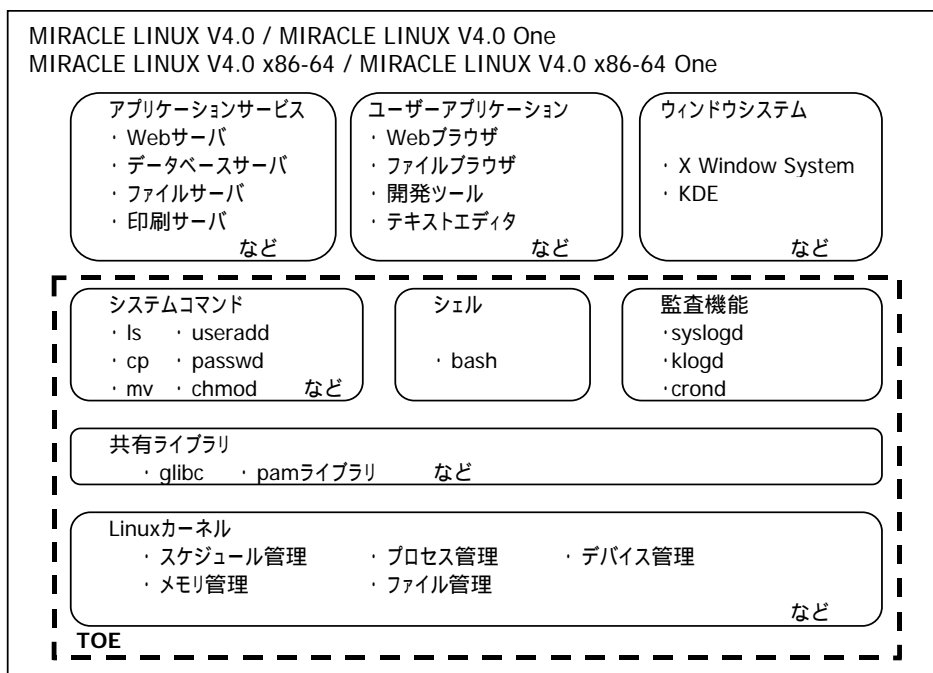 MIRACLE LINUX V4.0 / MIRACLE LINUX V4.0 One
MIRACLE LINUX V4.0 x86-64 / MIRACLE LINUX V4.0 x86-64 One
アプリケーションサービス
・Webサーバ
・データベースサーバ
・ファイルサーバ
・印刷サーバ
など
ユーザーアプリケーション
・Webブラウザ
・ファイルブラウザ
・開発ツール
・テキストエディタ
など
ウィンドウシステム
・X Window System
・KDE
など
システムコマンド
・ls ・useradd
・cp ・passwd
・mv ・chmod など
シェル
・bash
監査機能
・syslogd
・klogd
・crond
共有ライブラリ
・glibc ・pamライブラリ など
Linuxカーネル
・スケジュール管理 ・プロセス管理 ・デバイス管理
・メモリ管理 ・ファイル管理
など
TOE